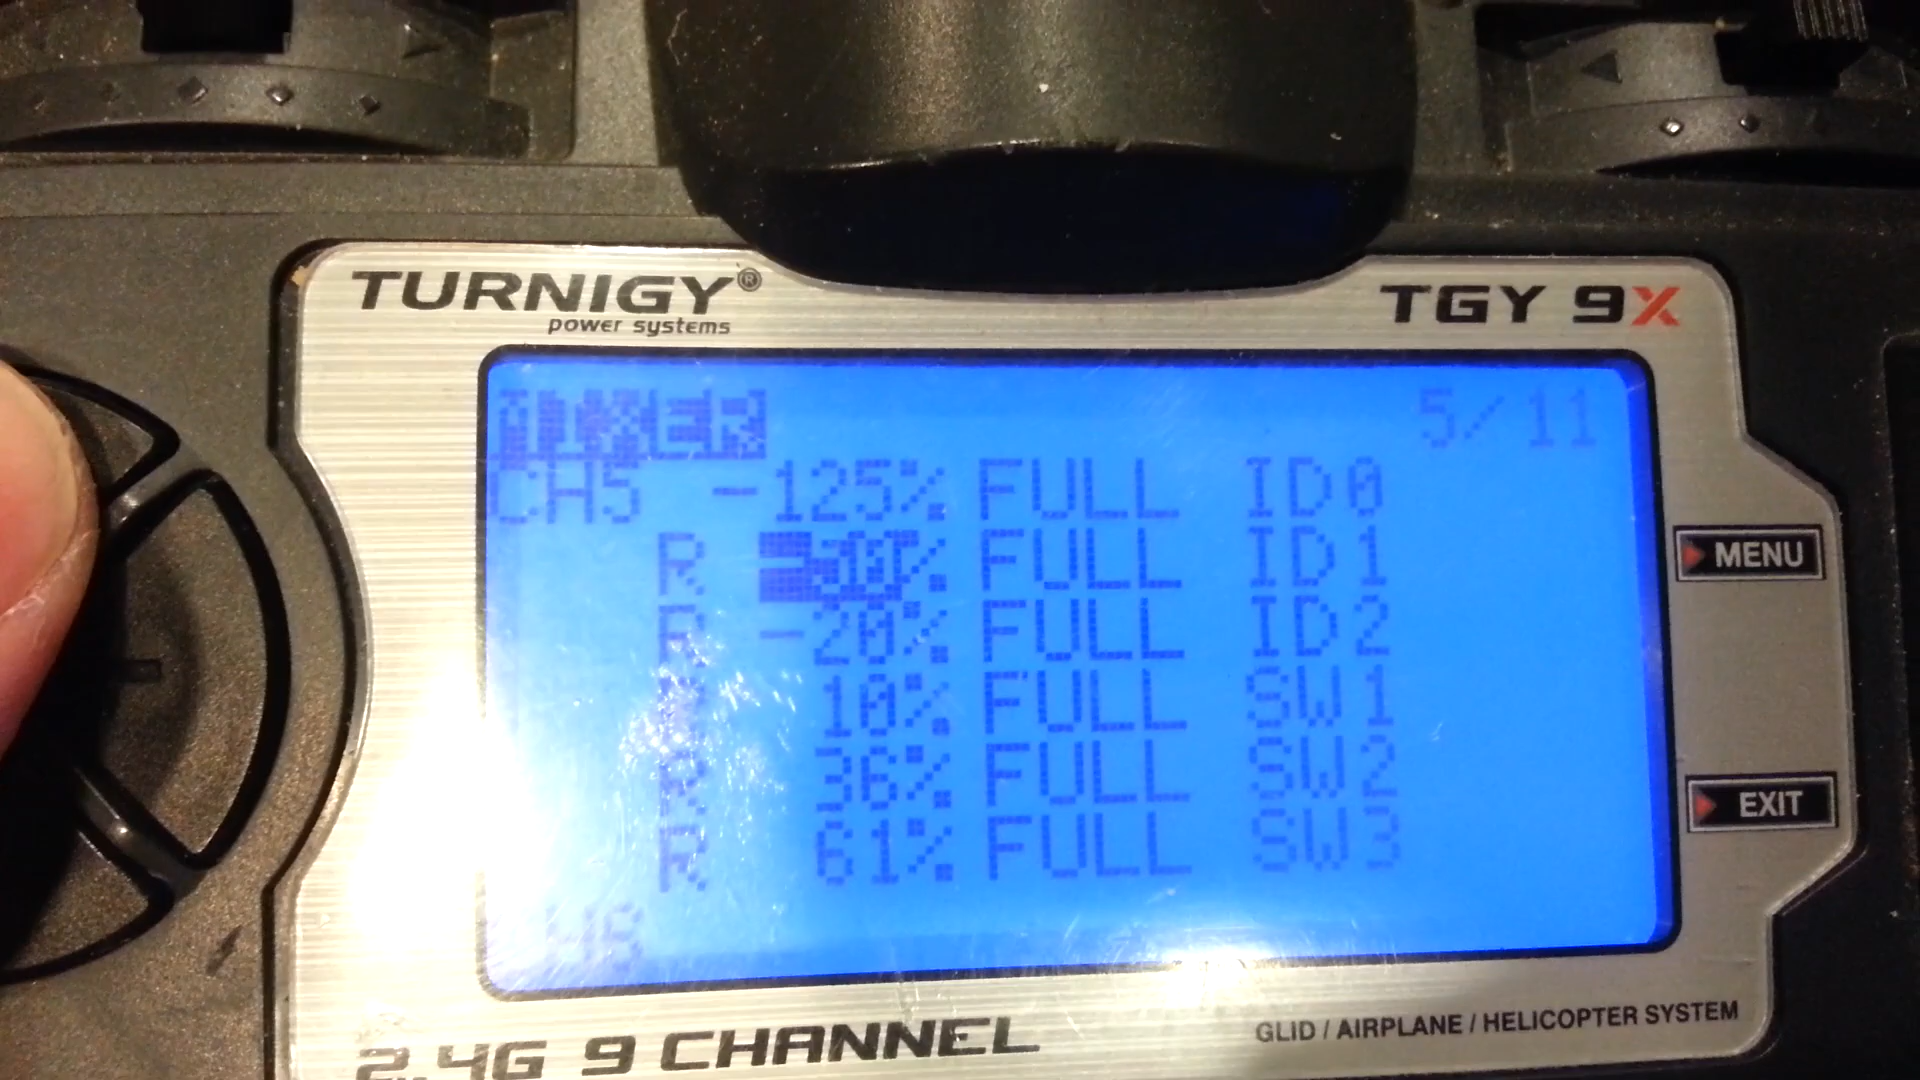 TURNIGY®
power systems
TGY 9X
MIXER 5/11
CH5 -125% FULL ID0
R % FULL ID1
R -20% FULL ID2
R 10% FULL SW1
R 36% FULL SW2
R 61% FULL SW3
MENU
EXIT
2.4G 9 CHANNEL
GLID / AIRPLANE / HELICOPTER SYSTEM